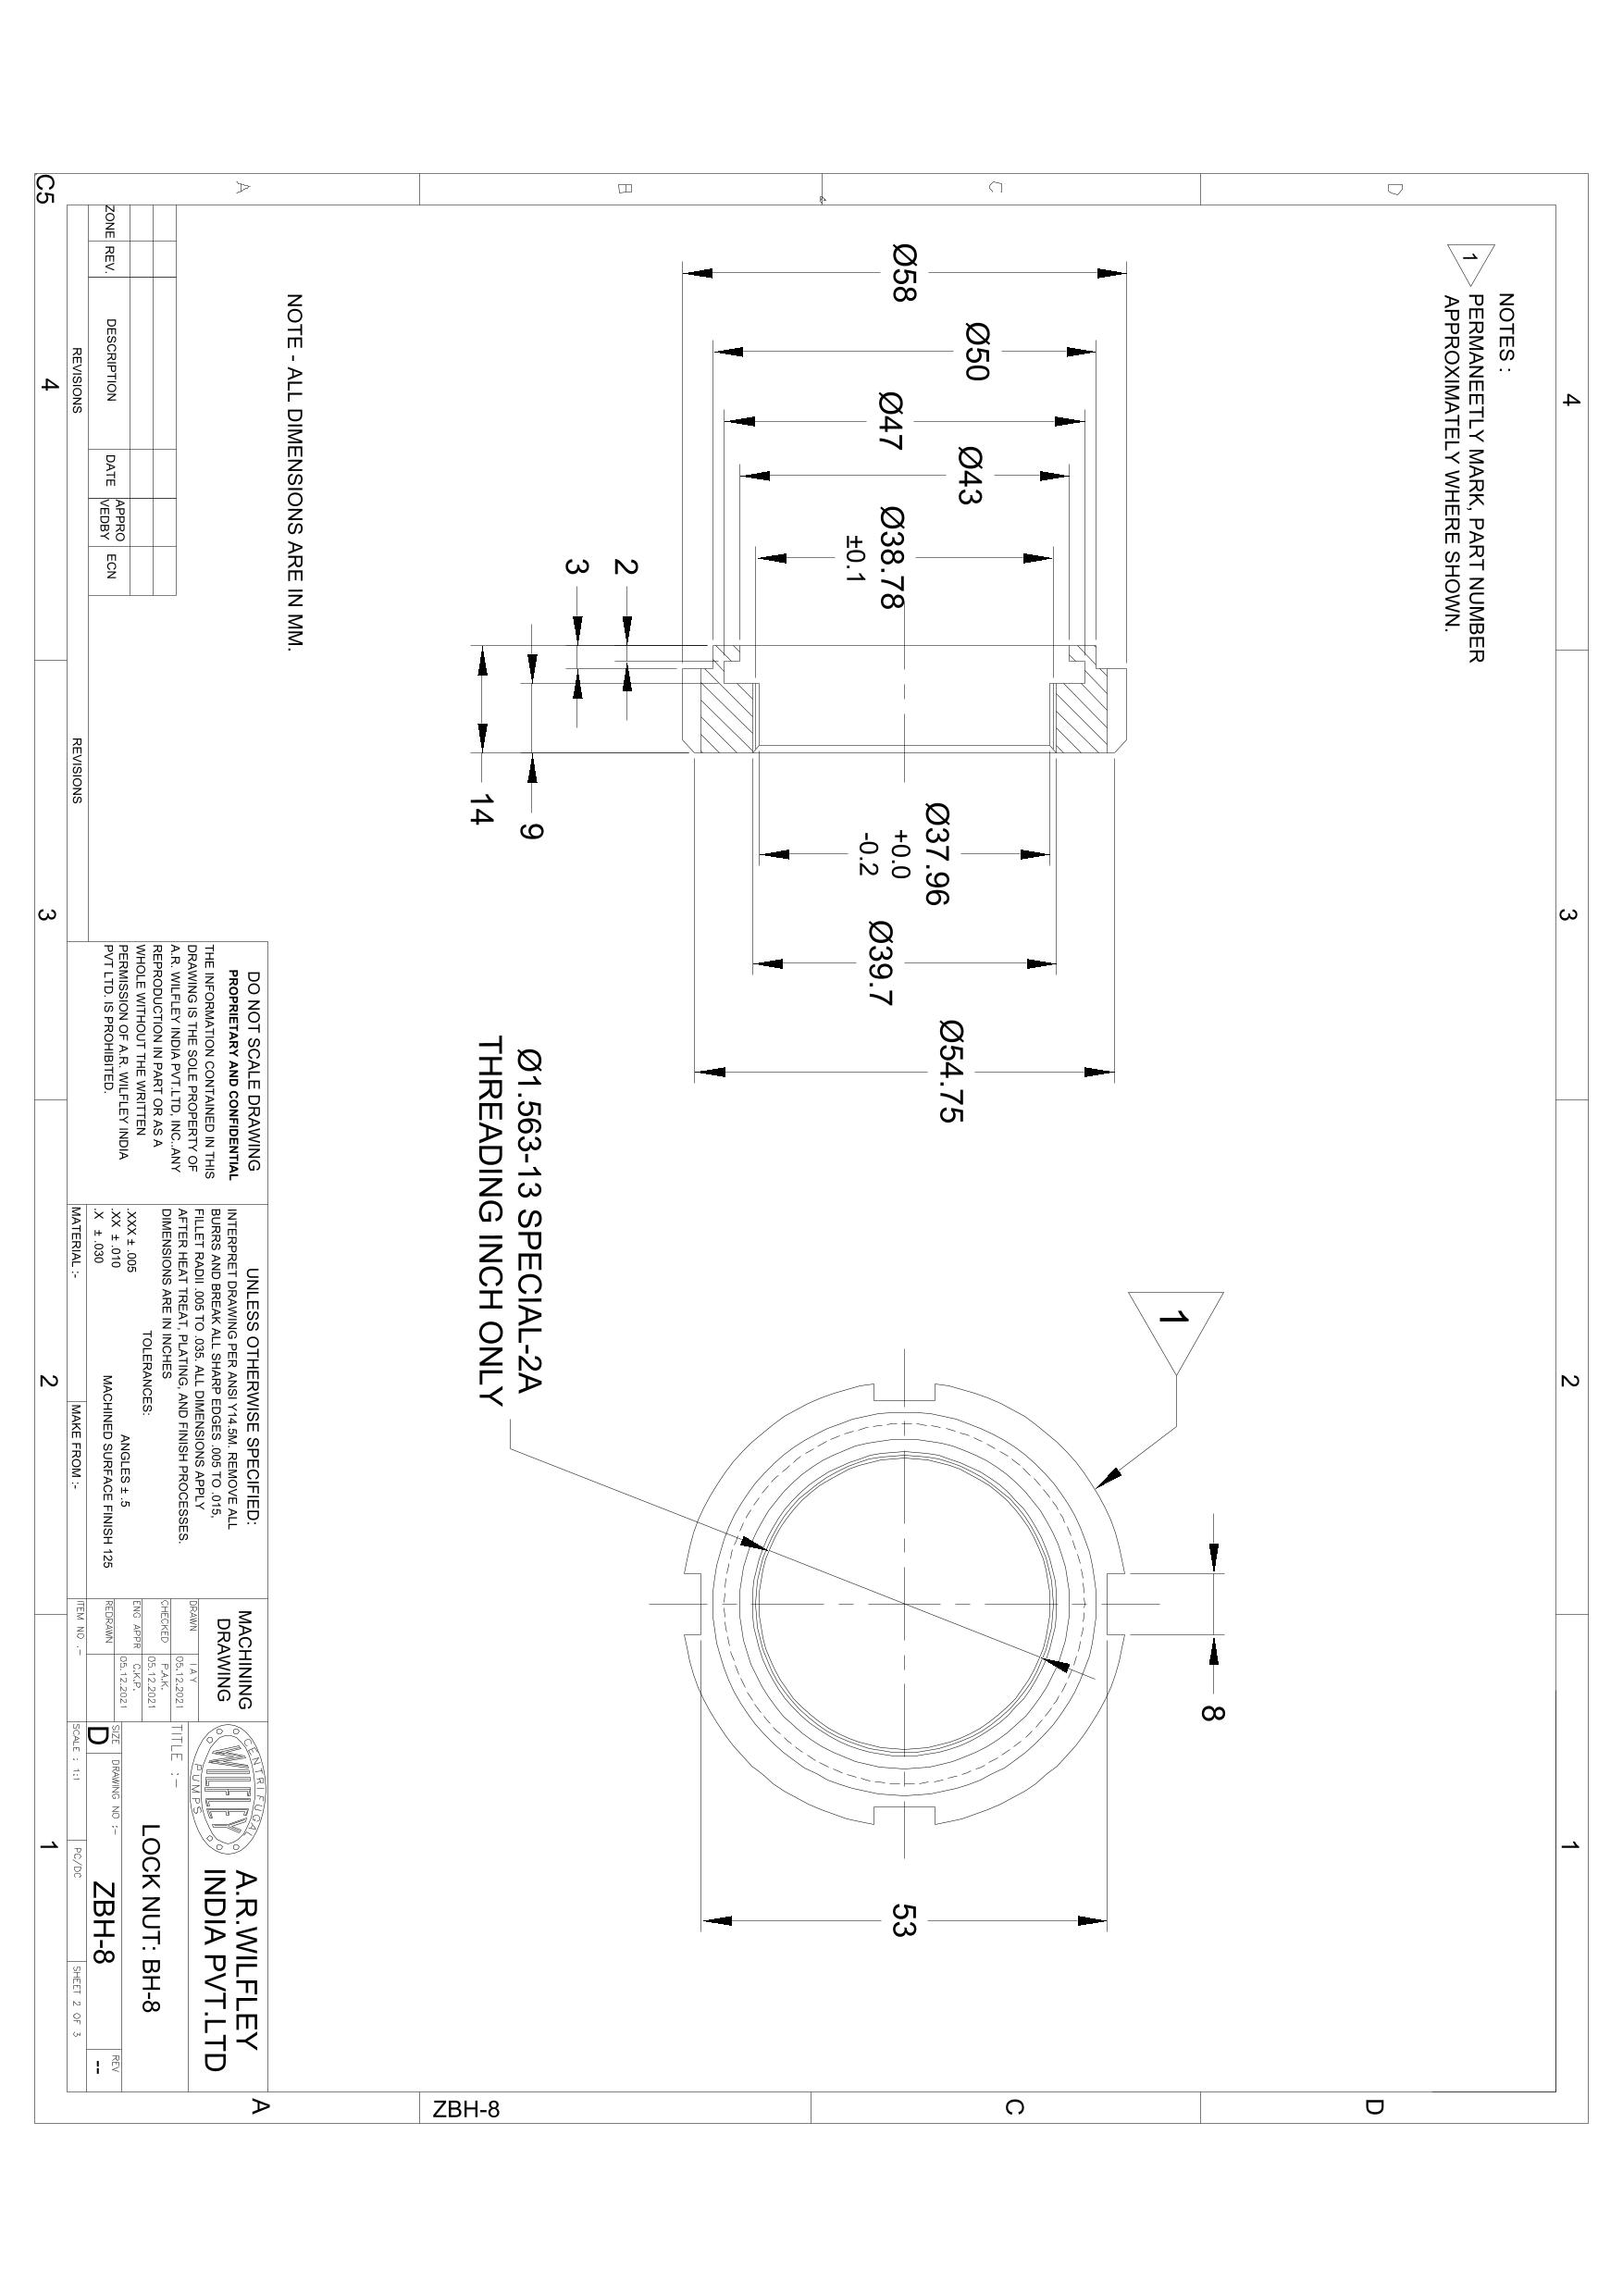 4
3
2
1
D
C
B
A
D
C
ZBH-8
A
NOTES :
1
PERMANEETLY MARK, PART NUMBER
APPROXIMATELY WHERE SHOWN.
Ø58
Ø50
Ø47
Ø43
Ø38.78
±0.1
2
3
14
9
Ø37.96
+0.0
-0.2
Ø39.7
Ø54.75
Ø1.563-13 SPECIAL-2A
THREADING INCH ONLY
1
8
53
NOTE - ALL DIMENSIONS ARE IN MM.
ZONE REV. DESCRIPTION DATE APPRO ECN
VEDBY
REVISIONS
REVISIONS
DO NOT SCALE DRAWING
PROPRIETARY AND CONFIDENTIAL
THE INFORMATION CONTAINED IN THIS
DRAWING IS THE SOLE PROPERTY OF
A.R. WILFLEY INDIA PVT.LTD, INC..ANY
REPRODUCTION IN PART OR AS A
WHOLE WITHOUT THE WRITTEN
PERMISSION OF A.R. WILFLEY INDIA
PVT LTD. IS PROHIBITED.
UNLESS OTHERWISE SPECIFIED:
INTERPRET DRAWING PER ANSI Y14.5M. REMOVE ALL
BURRS AND BREAK ALL SHARP EDGES .005 TO .015,
FILLET RADII .005 TO .035. ALL DIMENSIONS APPLY
AFTER HEAT TREAT, PLATING, AND FINISH PROCESSES.
DIMENSIONS ARE IN INCHES
TOLERANCES:
.XXX ± .005
ANGLES ± .5
.XX ± .010
MACHINED SURFACE FINISH 125
.X ± .030
MATERIAL :-
MAKE FROM :-
MACHINING
DRAWING
DRAWN I A Y
05.12.2021
CHECKED P.A.K.
05.12.2021
ENG APPR C.K.P.
05.12.2021
REDRAWN
ITEM NO .-
CENTRIFUGAL
WILFLEY
PUMPS
A.R.WILFLEY
INDIA PVT.LTD
TITLE :-
LOCK NUT: BH-8
SIZE
D
DRAWING NO :-
ZBH-8
REV
--
SCALE : 1:1
PC/DC
SHEET 2 OF 3
C5
4
3
2
1